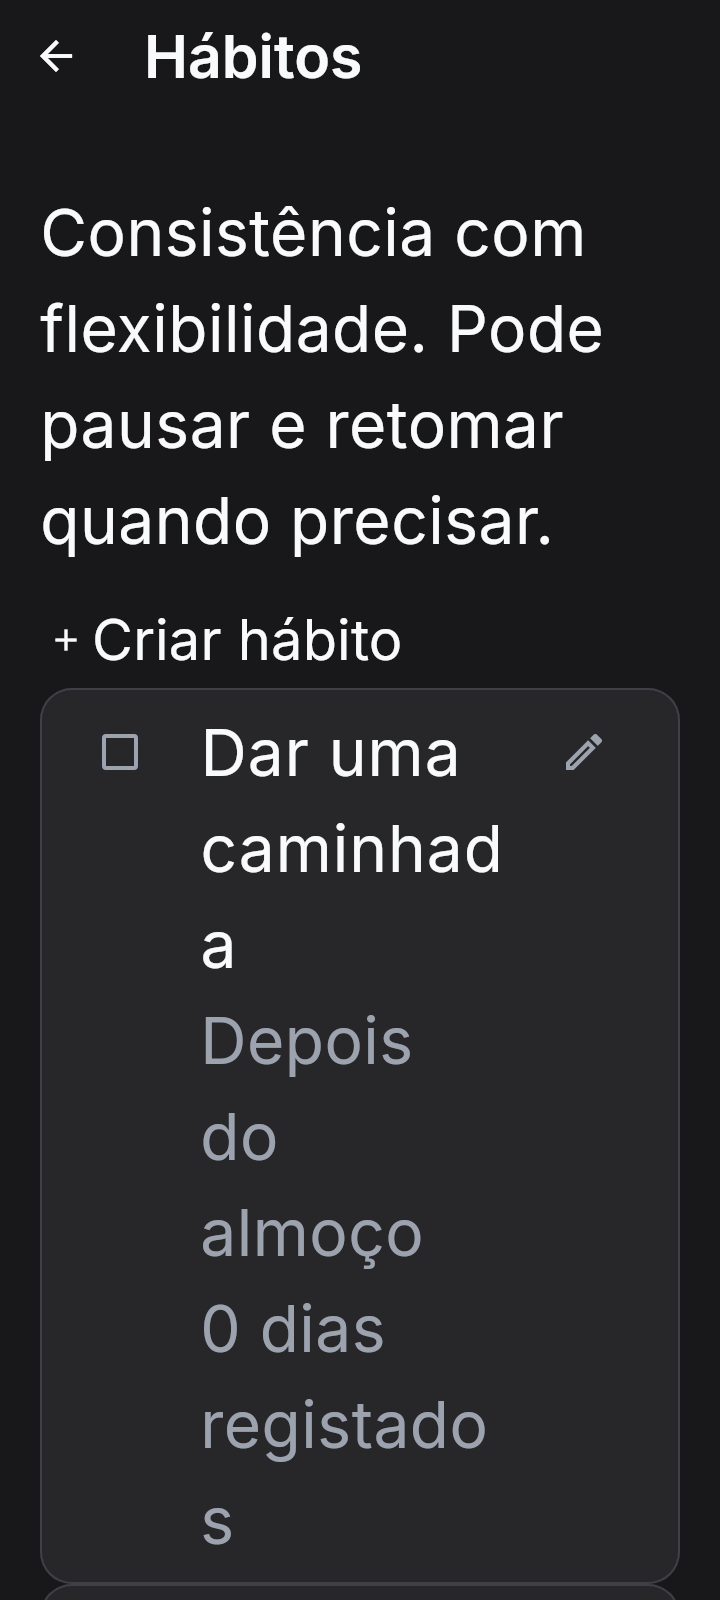 Hábitos
Consistência com
flexibilidade. Pode
pausar e retomar
quando precisar.
+ Criar hábito
Dar uma
caminhad
a
Depois
do
almoço
0 dias
registado
s